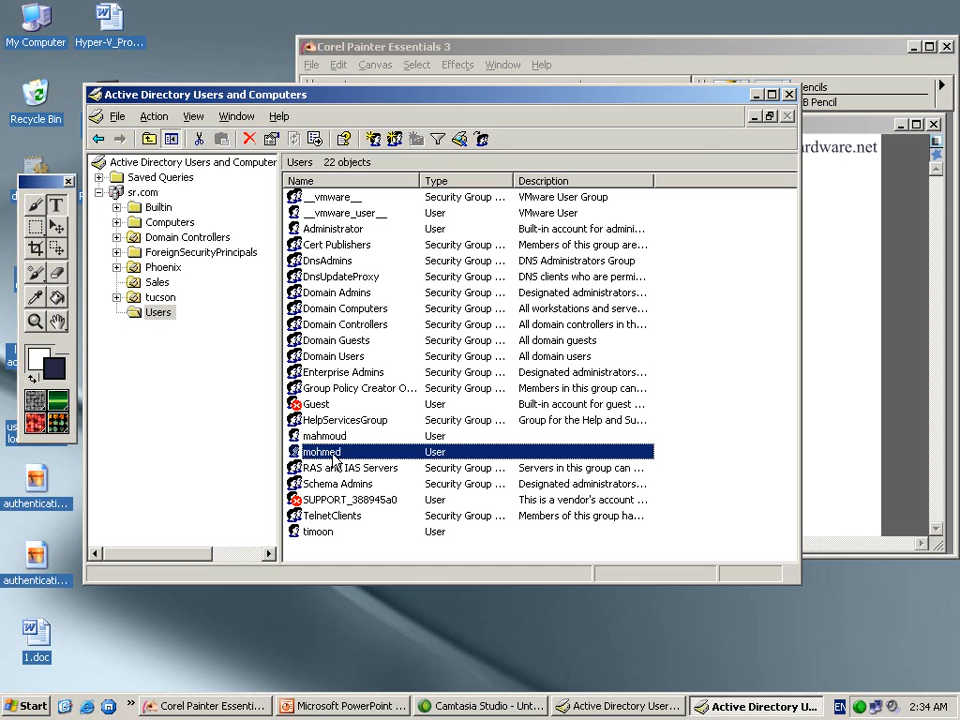 My Computer
Hyper-V_Pro...
Corel Painter Essentials 3
File Edit Canvas Select Effects Window Help
encils
B Pencil
Recycle Bin
Active Directory Users and Computers
File Action View Window Help
ardware.net
Active Directory Users and Computer
Saved Queries
sr.com
Builtin
Computers
Domain Controllers
ForeignSecurityPrincipals
Phoenix
Sales
tucson
Users
Users 22 objects
Name Type Description
__vmware__ Security Group ... VMware User Group
__vmware_user__ User VMware User
Administrator User Built-in account for admini...
Cert Publishers Security Group ... Members of this group are...
DnsAdmins Security Group ... DNS Administrators Group
DnsUpdateProxy Security Group ... DNS clients who are permi...
Domain Admins Security Group ... Designated administrators...
Domain Computers Security Group ... All workstations and serve...
Domain Controllers Security Group ... All domain controllers in th...
Domain Guests Security Group ... All domain guests
Domain Users Security Group ... All domain users
Enterprise Admins Security Group ... Designated administrators...
Group Policy Creator O... Security Group ... Members in this group can...
Guest User Built-in account for guest ...
HelpServicesGroup Security Group ... Group for the Help and Su...
mahmoud User
mohmed User
RAS and IAS Servers Security Group ... Servers in this group can ...
Schema Admins Security Group ... Designated administrators...
SUPPORT_388945a0 User This is a vendor's account ...
TelnetClients Security Group ... Members of this group ha...
timoon User
T
authenticati...
authenticati...
1.doc
Start
Corel Painter Essenti...
Microsoft PowerPoint ...
Camtasia Studio - Unt...
Active Directory User...
Active Directory U...
EN
2:34 AM